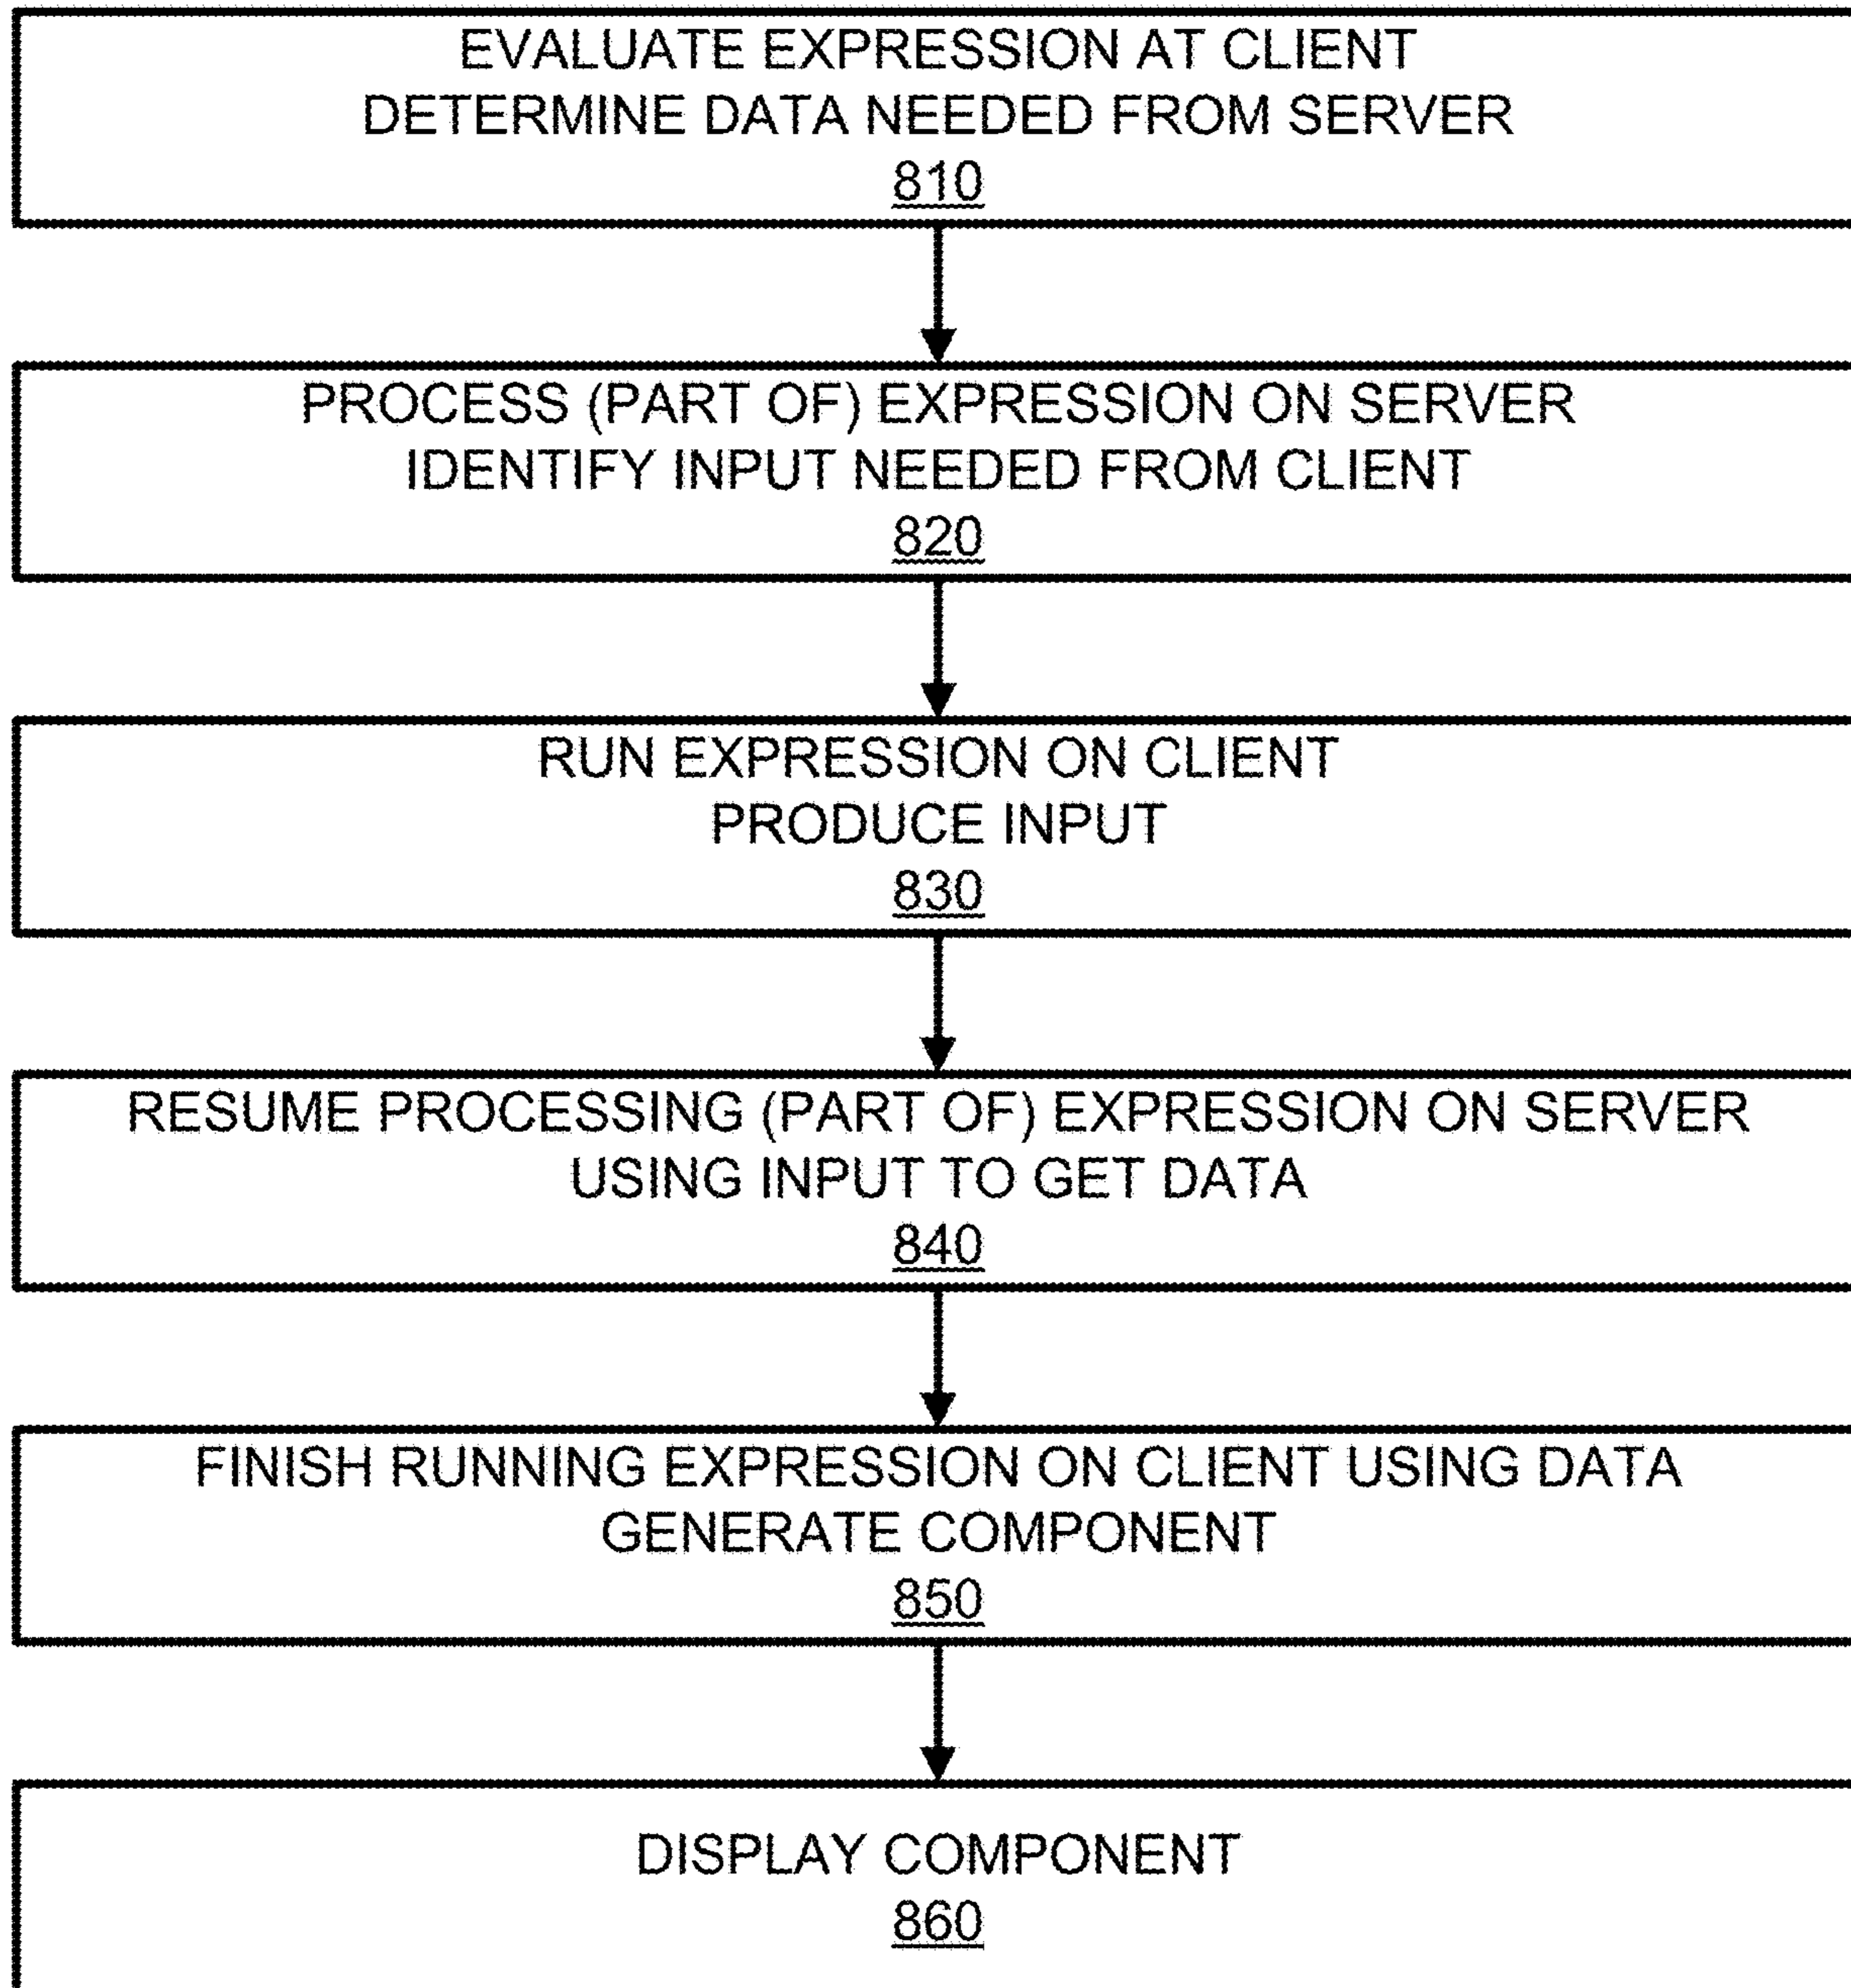 EVALUATE EXPRESSION AT CLIENT
DETERMINE DATA NEEDED FROM SERVER
810
PROCESS (PART OF) EXPRESSION ON SERVER
IDENTIFY INPUT NEEDED FROM CLIENT
820
RUN EXPRESSION ON CLIENT
PRODUCE INPUT
830
RESUME PROCESSING (PART OF) EXPRESSION ON SERVER
USING INPUT TO GET DATA
840
FINISH RUNNING EXPRESSION ON CLIENT USING DATA
GENERATE COMPONENT
850
DISPLAY COMPONENT
860